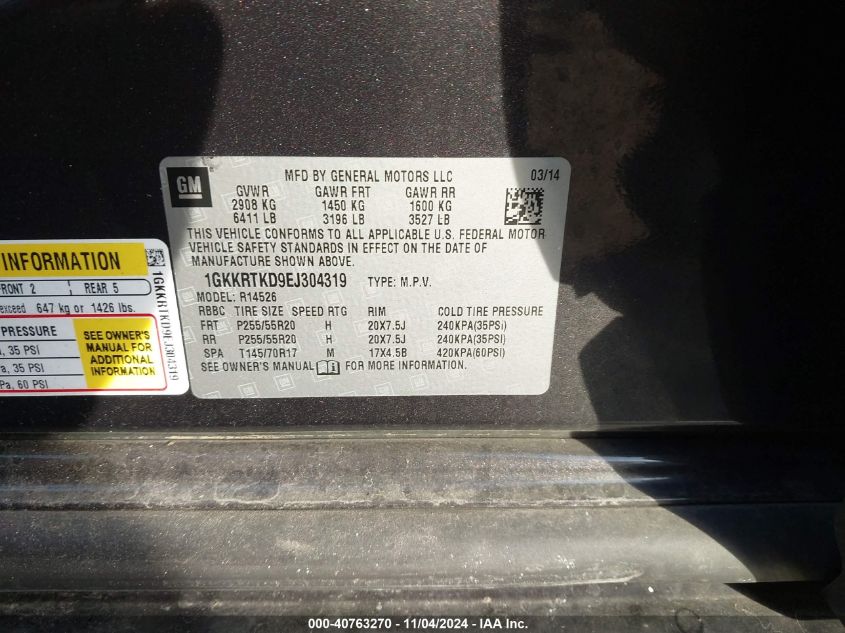 GM
MFD BY GENERAL MOTORS LLC 03/14
GVWR GAWR FRT GAWR RR
2908 KG 1450 KG 1600 KG
6411 LB 3196 LB 3527 LB
THIS VEHICLE CONFORMS TO ALL APPLICABLE U.S. FEDERAL MOTOR
VEHICLE SAFETY STANDARDS IN EFFECT ON THE DATE OF
MANUFACTURE SHOWN ABOVE.
1GKKRTKD9EJ304319 TYPE: M.P.V.
MODEL: R14526
RBBC TIRE SIZE SPEED RTG RIM COLD TIRE PRESSURE
FRT P255/55R20 H 20X7.5J 240KPA(35PSI)
RR P255/55R20 H 20X7.5J 240KPA(35PSI)
SPA T145/70R17 M 17X4.5B 420KPA(60PSI)
SEE OWNER'S MANUAL FOR MORE INFORMATION.
INFORMATION
FRONT 2 REAR 5
exceed 647 kg or 1426 lbs.
PRESSURE
, 35 PSI
a, 35 PSI
Pa, 60 PSI
SEE OWNER'S
MANUAL FOR
ADDITIONAL
INFORMATION
1GKKRTKD9EJ304319
000-40763270 - 11/04/2024 - IAA Inc.